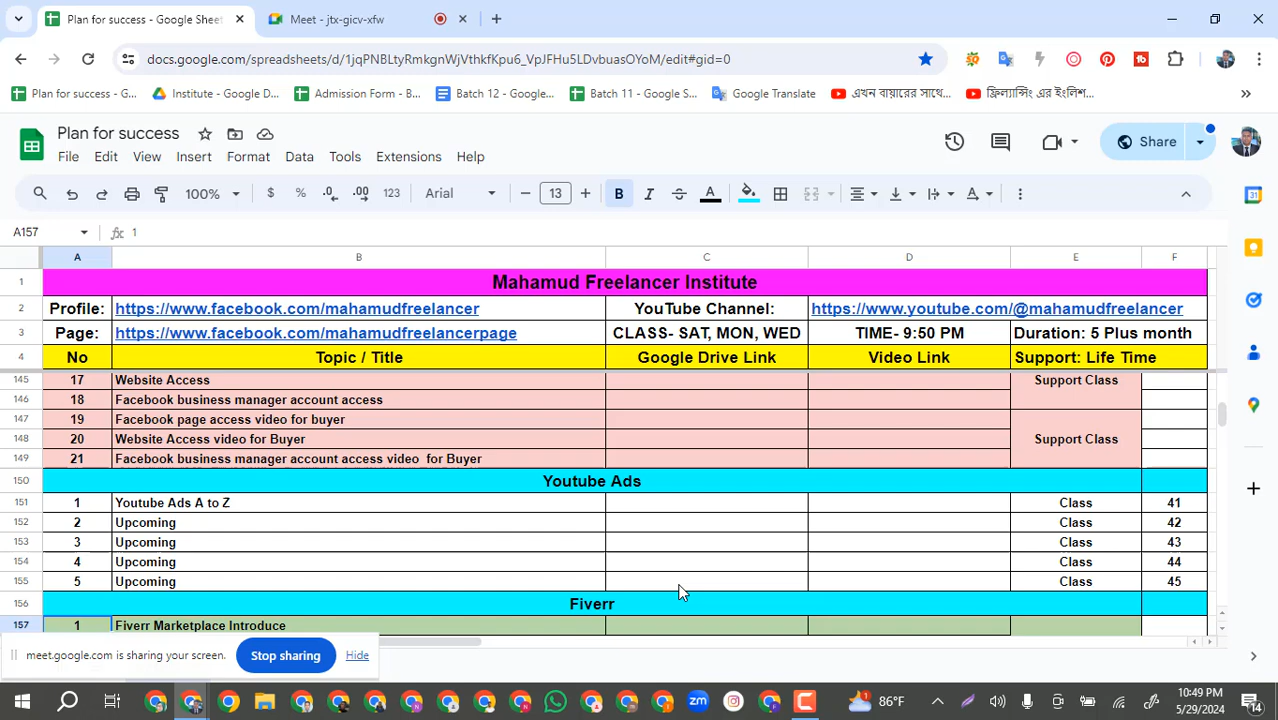 Plan for success - Google Sheet
Meet - jtx-gicv-xfw
docs.google.com/spreadsheets/d/1jqPNBLtyRmkgnWjVthkfKpu6_VpJFHu5LDvbuasOYoM/edit#gid=0
Plan for success - G...
Institute - Google D...
Admission Form - B...
Batch 12 - Google...
Batch 11 - Google S...
Google Translate
এখন বায়ারের সাথে...
ফ্রিল্যান্সিং এর ইংলিশ...
Plan for success
File Edit View Insert Format Data Tools Extensions Help
Share
100% $ % .0 .00 123 Arial 13 B I A
A157 1
A B C D E F
1 Mahamud Freelancer Institute
2 Profile: https://www.facebook.com/mahamudfreelancer YouTube Channel: https://www.youtube.com/@mahamudfreelancer
3 Page: https://www.facebook.com/mahamudfreelancerpage CLASS- SAT, MON, WED TIME- 9:50 PM Duration: 5 Plus month
4 No Topic / Title Google Drive Link Video Link Support: Life Time
145 17 Website Access Support Class
146 18 Facebook business manager account access
147 19 Facebook page access video for buyer
148 20 Website Access video for Buyer Support Class
149 21 Facebook business manager account access video for Buyer
150 Youtube Ads
151 1 Youtube Ads A to Z Class 41
152 2 Upcoming Class 42
153 3 Upcoming Class 43
154 4 Upcoming Class 44
155 5 Upcoming Class 45
156 Fiverr
157 1 Fiverr Marketplace Introduce
meet.google.com is sharing your screen. Stop sharing Hide
86°F
10:49 PM
5/29/2024
14